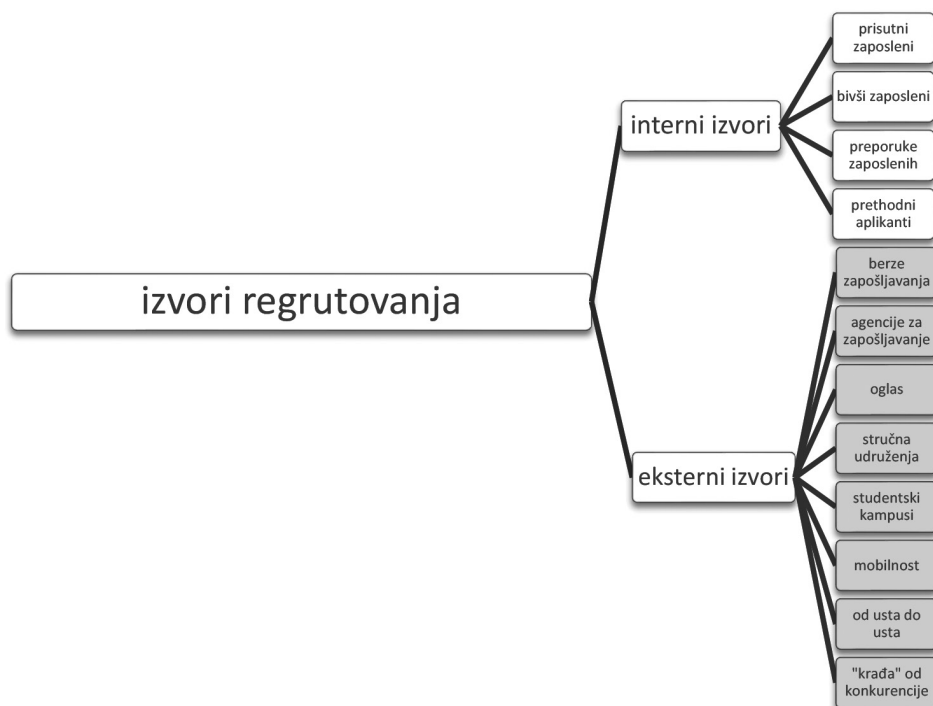 izvori regrutovanja
interni izvori
prisutni
zaposleni
bivši zaposleni
preporuke
zaposlenih
prethodni
aplikanti
eksterni izvori
berze
zapošljavanja
agencije za
zapošljavanje
oglas
stručna
udruženja
studentski
kampusi
mobilnost
od usta do
usta
"krađa" od
konkurencije